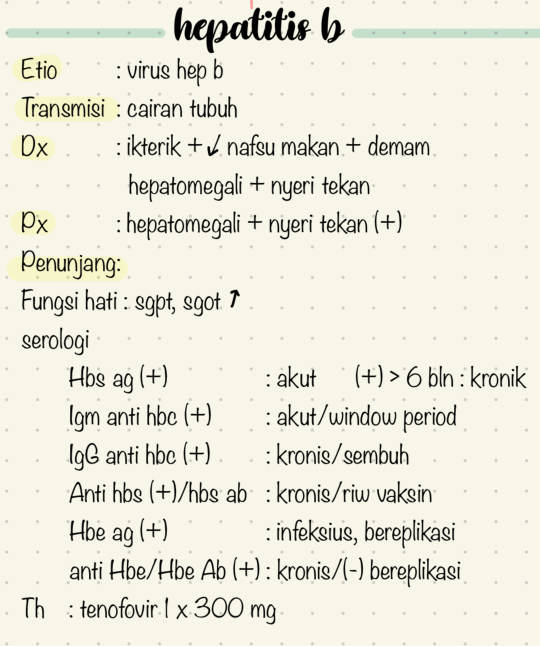 hepatitis b
Etio : virus hep b
Transmisi : cairan tubuh
Dx : ikterik + ↓ nafsu makan + demam
hepatomegali + nyeri tekan
Px : hepatomegali + nyeri tekan (+)
Penunjang:
Fungsi hati : sgpt, sgot ↑
serologi
Hbs ag (+) : akut (+) > 6 bln : kronik
Igm anti hbc (+) : akut/window period
IgG anti hbc (+) : kronis/sembuh
Anti hbs (+)/hbs ab : kronis/riw vaksin
Hbe ag (+) : infeksius, bereplikasi
anti Hbe/Hbe Ab (+) : kronis/(-) bereplikasi
Th : tenofovir 1 x 300 mg